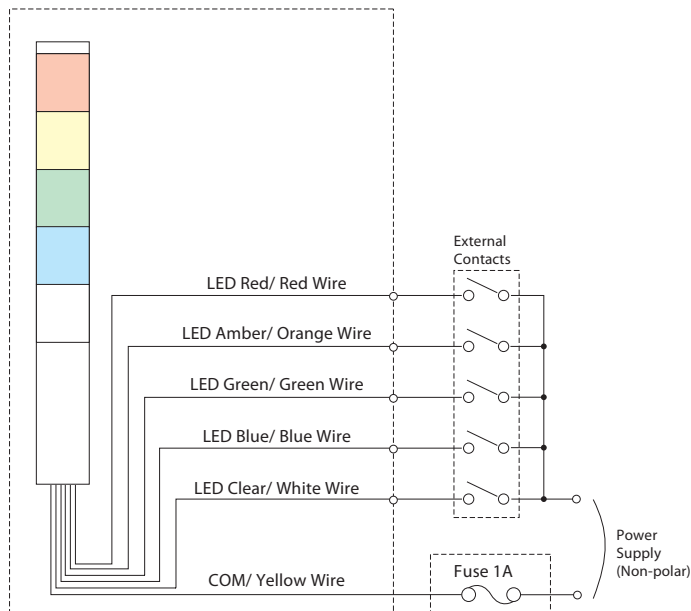 External
Contacts
LED Red/ Red Wire
LED Amber/ Orange Wire
LED Green/ Green Wire
LED Blue/ Blue Wire
LED Clear/ White Wire
COM/ Yellow Wire
Fuse 1A
Power
Supply
(Non-polar)